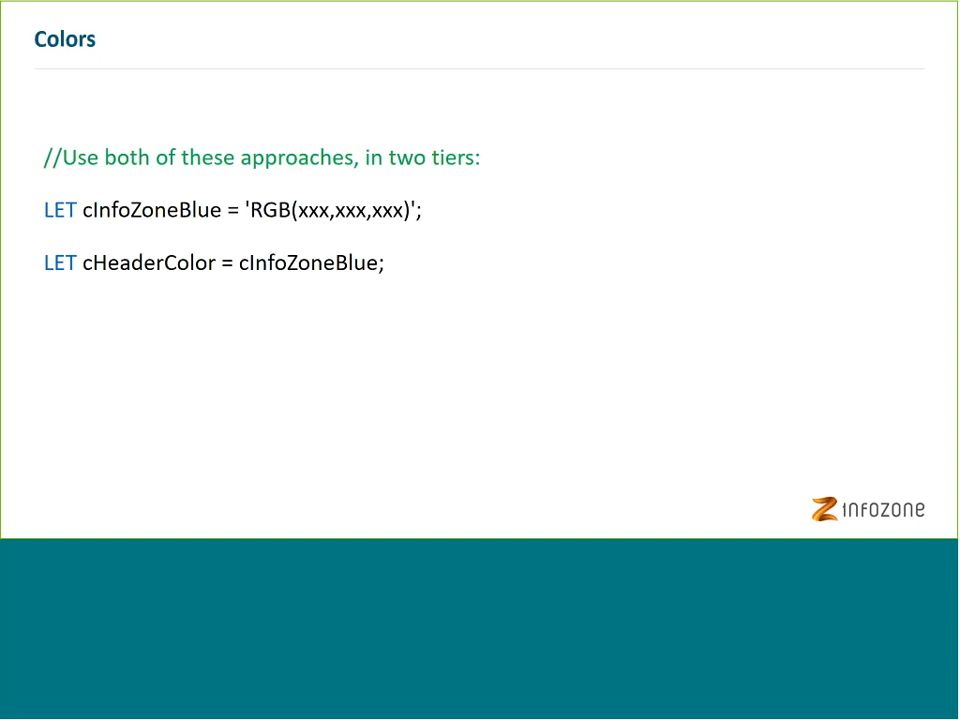 Colors
//Use both of these approaches, in two tiers:
LET cInfoZoneBlue = 'RGB(xxx,xxx,xxx)';
LET cHeaderColor = cInfoZoneBlue;
infozone